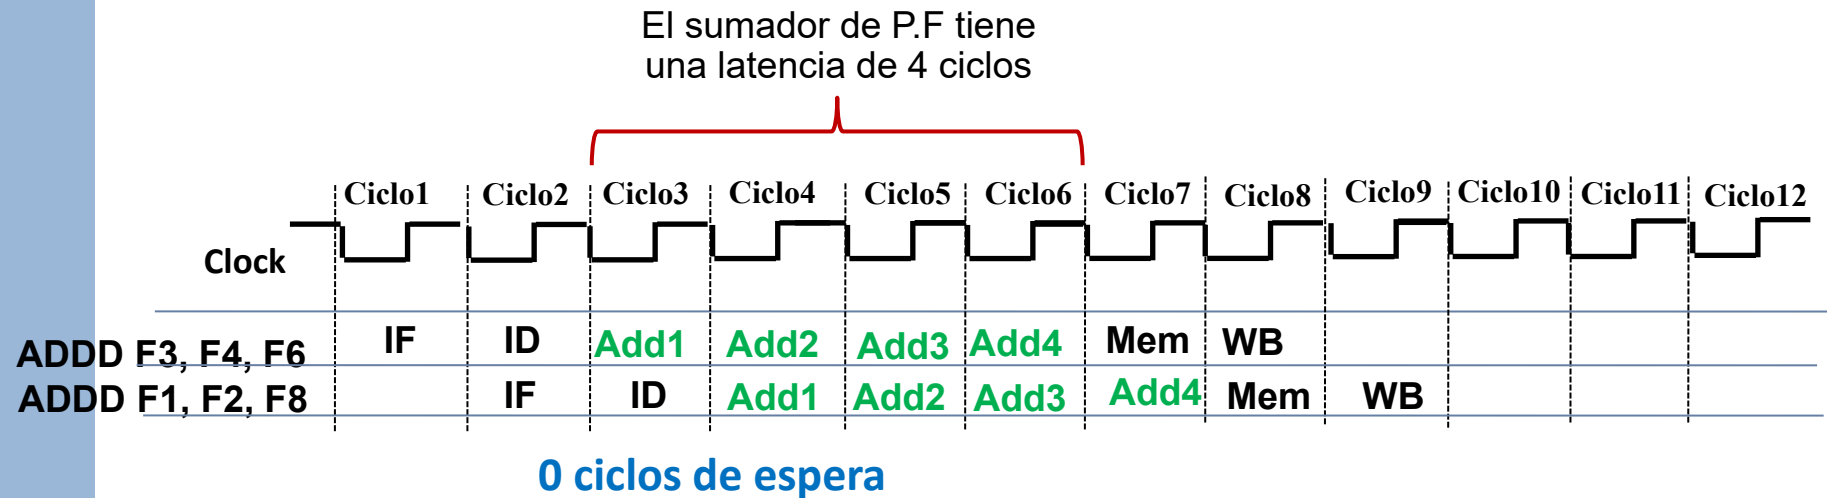 El sumador de P.F tiene
una latencia de 4 ciclos
Ciclo1 Ciclo2 Ciclo3 Ciclo4 Ciclo5 Ciclo6 Ciclo7 Ciclo8 Ciclo9 Ciclo10 Ciclo11 Ciclo12
Clock
ADDD F3, F4, F6 IF ID Add1 Add2 Add3 Add4 Mem WB
ADDD F1, F2, F8 IF ID Add1 Add2 Add3 Add4 Mem WB
0 ciclos de espera